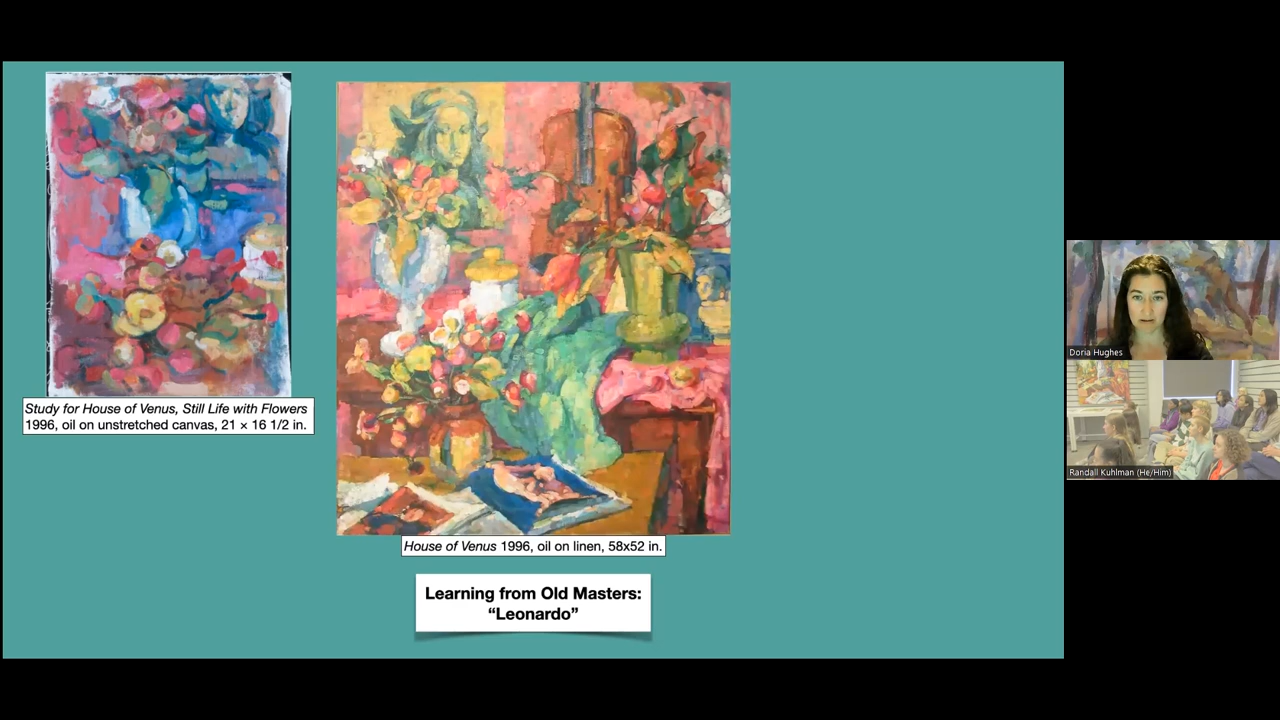 Study for House of Venus, Still Life with Flowers
1996, oil on unstretched canvas, 21 × 16 1/2 in.
House of Venus 1996, oil on linen, 58x52 in.
Learning from Old Masters:
“Leonardo”
Doria Hughes
Randall Kuhlman (He/Him)